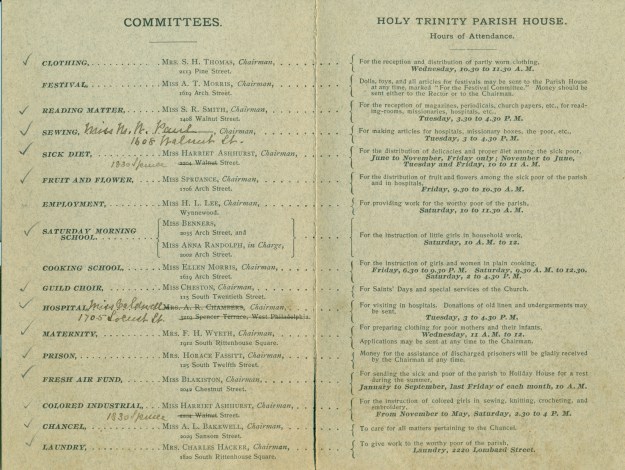 COMMITTEES.
✓ CLOTHING, . . . . . . . . . . . Mrs. S. H. Thomas, Chairman, . . . .
2113 Pine Street.
FESTIVAL, . . . . . . . . . . . . Miss A. T. Morris, Chairman, . . . .
1619 Arch Street.
✓ READING MATTER, . . . . . . . . Miss S. R. Smith, Chairman, . . . .
Walnut Street.
✓ SEWING, Miss Chairman, . . . .
1608 Walnut St.
✓ SICK DIET, . . . . . . . . . . . Miss Harriet Ashhurst, Chairman, . .
1830 Spruce Walnut Street.
✓ FRUIT AND FLOWER, . . . . . . . Miss Spruance, Chairman, . . . .
1706 Arch Street.
EMPLOYMENT, . . . . . . . . . . Miss H. L. Lee, Chairman, . . . .
Wynnewood.
✓ SATURDAY MORNING SCHOOL, . . . . Miss Benners,
Arch Street, and
Miss Anna Randolph, in Charge,
Arch Street.
COOKING SCHOOL, . . . . . . . . Miss Ellen Morris, Chairman, . . . .
1619 Arch Street.
✓ GUILD CHOIR, . . . . . . . . . . Miss Cheston, Chairman, . . . .
South Twentieth Street.
✓ HOSPITAL, Miss Mrs. A. R. Chambers, Chairman,
1705 Locust St. Spencer Terrace, West Philadelphia.
✓ MATERNITY, . . . . . . . . . . . Mrs. F. H. Wyeth, Chairman, . . . .
1910 South Rittenhouse Square.
✓ PRISON, . . . . . . . . . . . . Mrs. Horace Fassitt, Chairman, . . .
125 South Twelfth Street.
✓ FRESH AIR FUND, . . . . . . . . Miss Blakiston, Chairman, . . . .
Chestnut Street.
✓ COLORED INDUSTRIAL, . . . . . . Miss Harriet Ashhurst, Chairman, . .
1830 Spruce Walnut Street.
✓ CHANCEL, . . . . . . . . . . . . Miss A. L. Bakewell, Chairman, . . .
Sansom Street.
✓ LAUNDRY, . . . . . . . . . . . . Mrs. Charles Hacker, Chairman, . . .
South Rittenhouse Square.
HOLY TRINITY PARISH HOUSE.
Hours of Attendance.
For the reception and distribution of partly worn clothing,
Wednesday, 10.30 to 11.30 A. M.
Dolls, toys, and all articles for festivals may be sent to the Parish House
at any time, marked "For the Festival Committee." Money should be
sent either to the Rector or to the Chairman.
For the reception of magazines, periodicals, church papers, etc., for read-
ing-rooms, missionaries, hospitals, etc.,
Tuesday, 3.30 to 4.30 P. M.
For making articles for hospitals, missionary boxes, the poor, etc.,
Tuesday, 3 to 4.30 P. M.
For the distribution of delicacies and proper diet among the sick poor,
June to November, Friday only; November to June,
Tuesday and Friday, 10 to 11 A. M.
For the distribution of fruit and flowers among the sick poor of the parish
and in hospitals,
Friday, 9.30 to 10.30 A. M.
For providing work for the worthy poor of the parish,
Saturday, 10 to 11.30 A. M.
For the instruction of little girls in household work,
Saturday, 10 A. M. to 12.
For the instruction of girls and women in plain cooking,
Friday, 6.30 to 9.30 P. M. Saturday, 9.30 A. M. to 12.30.
Saturday, 2 to 4.30 P. M.
For Saints' Days and special services of the Church.
For visiting in hospitals. Donations of old linen and undergarments may
be sent.
Tuesday, 3 to 4.30 P. M.
For preparing clothing for poor mothers and their infants.
Wednesday, 11 A. M. to 12.
Applications may be sent at any time to the Chairman.
Money for the assistance of discharged prisoners will be gladly received
by the Chairman at any time.
For sending the sick and poor of the parish to Holiday House for a rest
during the summer,
January to September, last Friday of each month, 10 A. M.
For the instruction of colored girls in sewing, knitting, crocheting, and
embroidery,
From November to May, Saturday, 2.30 to 4 P. M.
To care for all matters pertaining to the Chancel.
To give work to the worthy poor of the parish,
Laundry, 2220 Lombard Street.